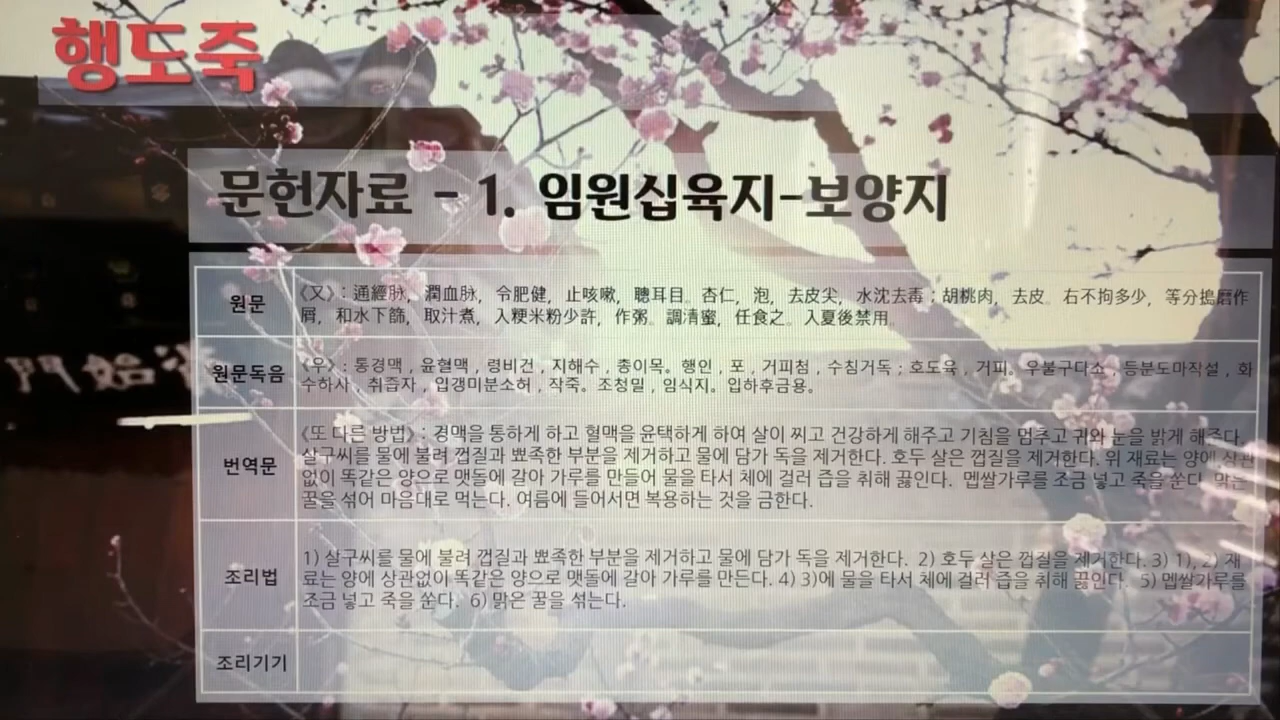 행도죽
문헌자료 - 1. 임원십육지-보양지
원문
《又》: 通經脉, 潤血脉, 令肥健, 止咳嗽, 聰耳目。杏仁, 泡, 去皮尖, 水沈去毒; 胡桃肉, 去皮。右不拘多少, 等分搗磨作
屑, 和水下篩, 取汁煮, 入粳米粉少許, 作粥。調清蜜, 任食之。入夏後禁用。
원문독음
《우》: 통경맥, 윤혈맥, 령비건, 지해수, 총이목。행인, 포, 거피첨, 수침거독; 호도육, 거피。우불구다소, 등분도마작설, 화
수하사, 취즙자, 입갱미분소허, 작죽。조청밀, 임식지。입하후금용。
번역문
《또 다른 방법》: 경맥을 통하게 하고 혈맥을 윤택하게 하여 살이 찌고 건강하게 해주고 기침을 멈추고 귀와 눈을 밝게 해준다.
살구씨를 물에 불려 껍질과 뾰족한 부분을 제거하고 물에 담가 독을 제거한다. 호두 살은 껍질을 제거한다. 위 재료는 양에 상관
없이 똑같은 양으로 맷돌에 갈아 가루를 만들어 물을 타서 체에 걸러 즙을 취해 끓인다. 멥쌀가루를 조금 넣고 죽을 쑨다. 맑은
꿀을 섞어 마음대로 먹는다. 여름에 들어서면 복용하는 것을 금한다.
조리법
1) 살구씨를 물에 불려 껍질과 뾰족한 부분을 제거하고 물에 담가 독을 제거한다. 2) 호두 살은 껍질을 제거한다. 3) 1), 2) 재
료는 양에 상관없이 똑같은 양으로 맷돌에 갈아 가루를 만든다. 4) 3)에 물을 타서 체에 걸러 즙을 취해 끓인다. 5) 멥쌀가루를
조금 넣고 죽을 쑨다. 6) 맑은 꿀을 섞는다.
조리기기